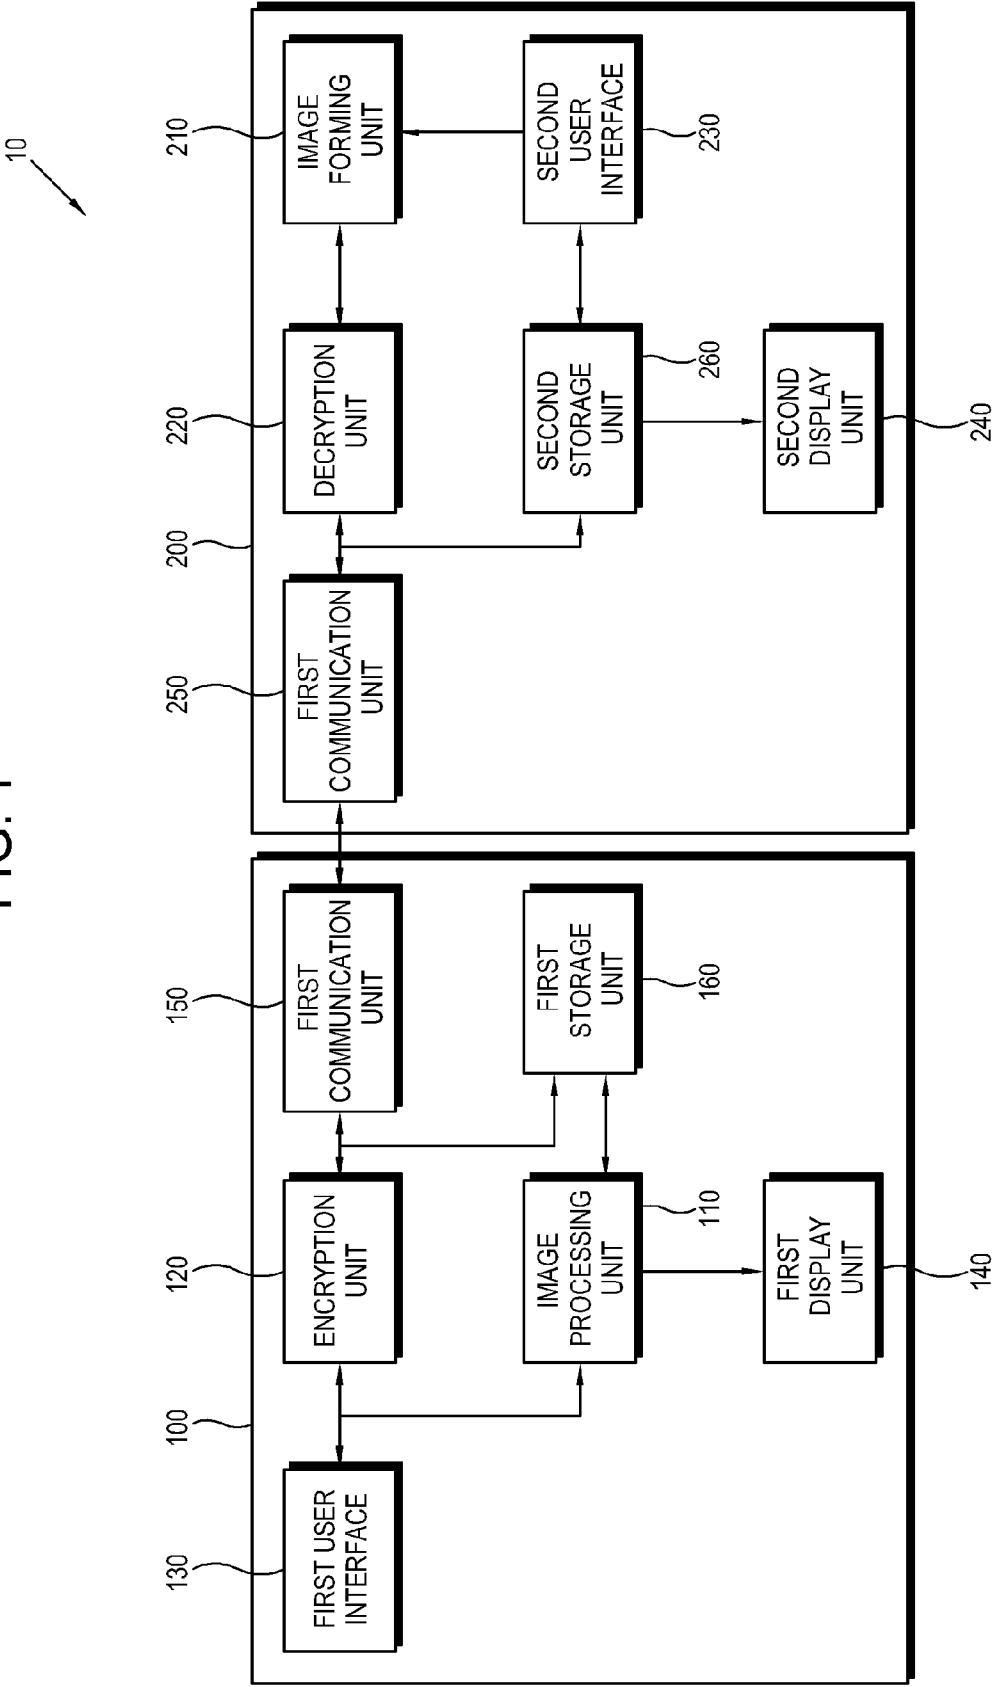 10
100
130
FIRST USER
INTERFACE
120
ENCRYPTION
UNIT
150
FIRST
COMMUNICATION
UNIT
IMAGE
PROCESSING
UNIT
110
FIRST
STORAGE
UNIT
160
FIRST
DISPLAY
UNIT
140
200
250
FIRST
COMMUNICATION
UNIT
220
DECRYPTION
UNIT
210
IMAGE
FORMING
UNIT
SECOND
STORAGE
UNIT
260
SECOND
USER
INTERFACE
230
SECOND
DISPLAY
UNIT
240